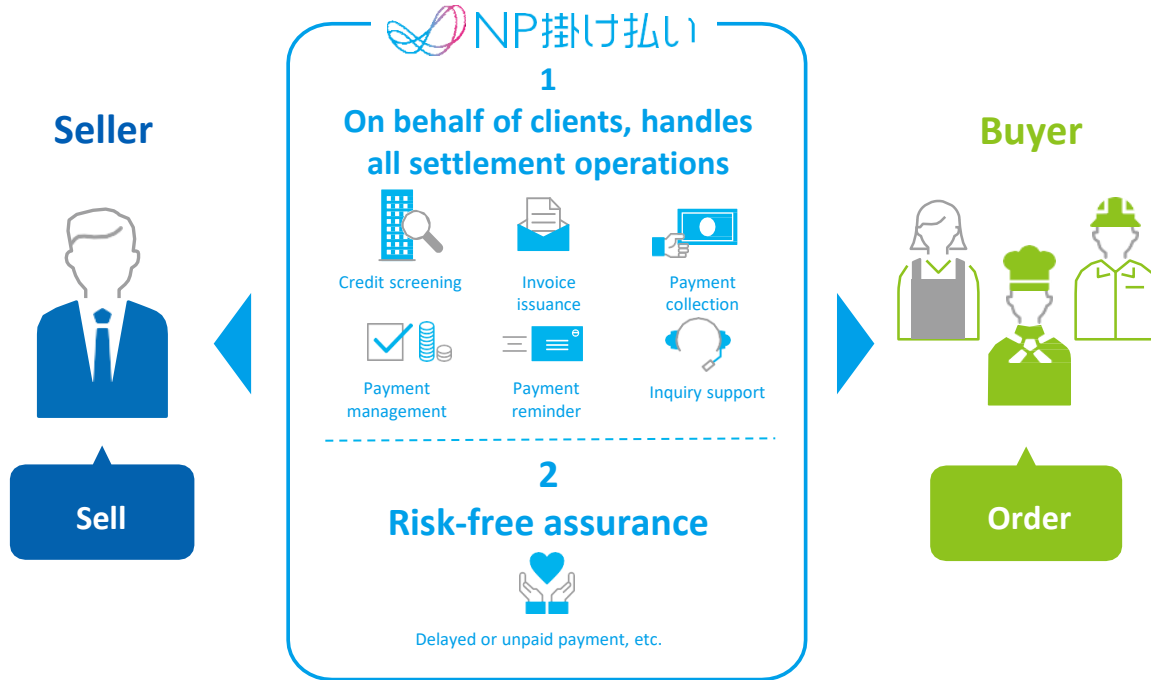 NP掛け払い
1
On behalf of clients, handles
all settlement operations
Seller
Buyer
Credit screening
Invoice
issuance
Payment
collection
Payment
management
Payment
reminder
Inquiry support
2
Risk-free assurance
Delayed or unpaid payment, etc.
Sell
Order